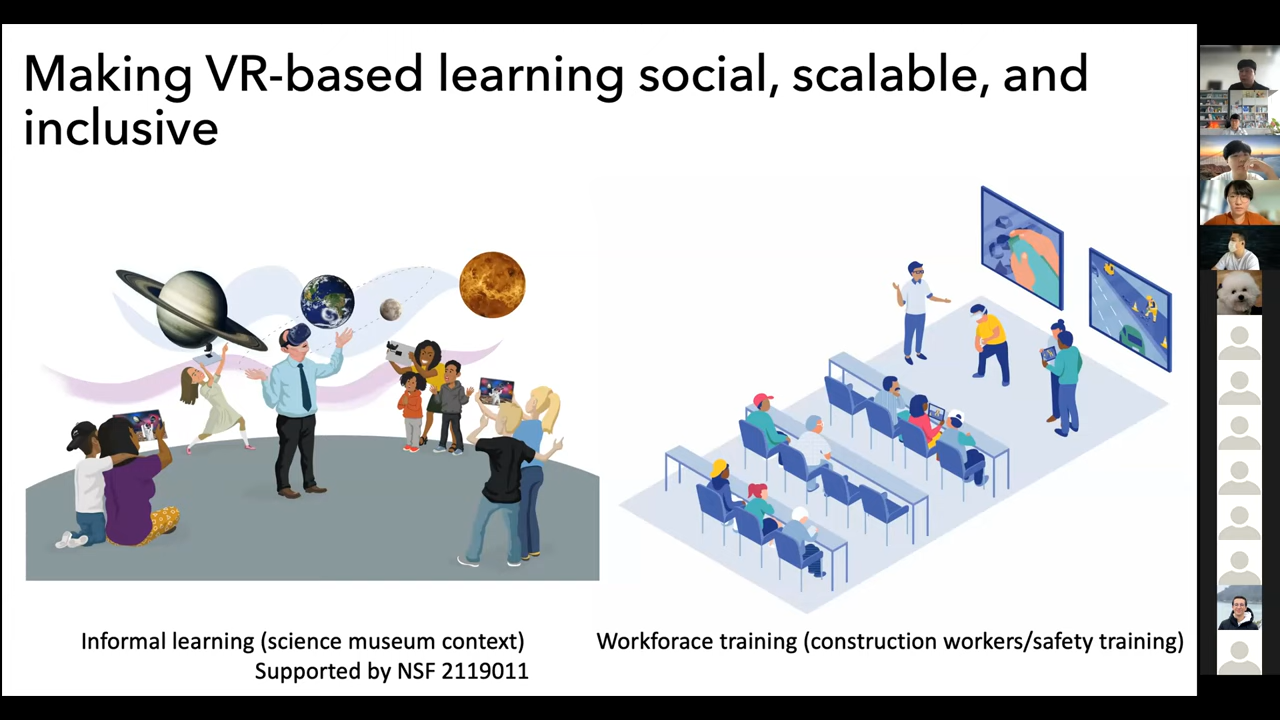 Making VR-based learning social, scalable, and
inclusive
Informal learning (science museum context)
Supported by NSF 2119011
Workforace training (construction workers/safety training)